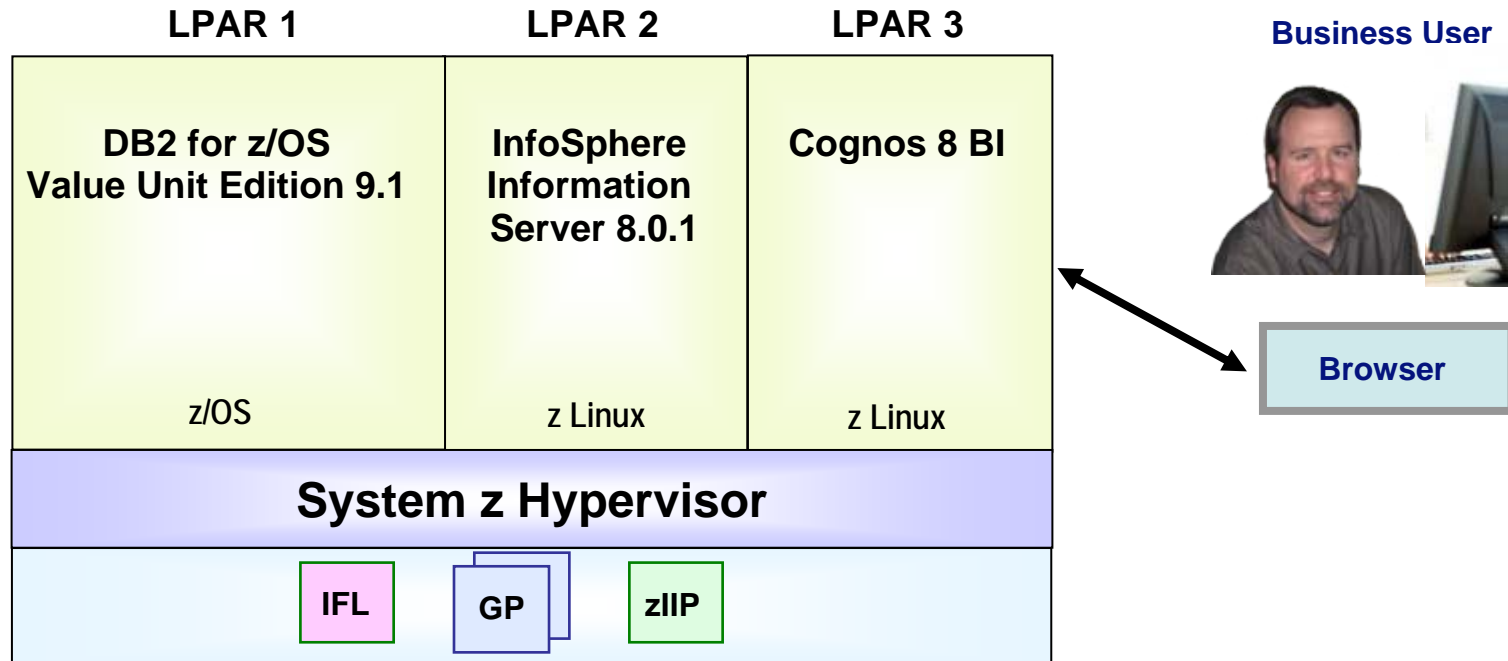 LPAR 1
LPAR 2
LPAR 3
Business User
DB2 for z/OS
Value Unit Edition 9.1
InfoSphere
Information
Server 8.0.1
Cognos 8 BI
Browser
z/OS
z Linux
z Linux
System z Hypervisor
IFL
GP
zIIP